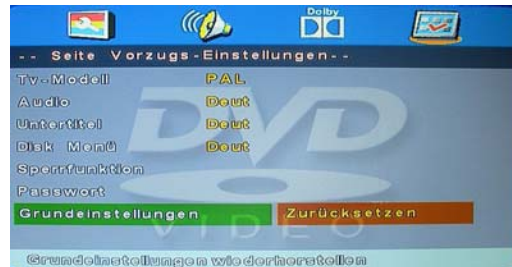 Dolby
-- Seite Vorzugs-Einstellungen--
Tv-Modell PAL
Audio Deut
Untertitel Deut
Disk Menü Deut
Sperrfunktion
Passwort
Grundeinstellungen Zurücksetzen
DVD
VIDEO
Grundeinstellungen wiederherstellen